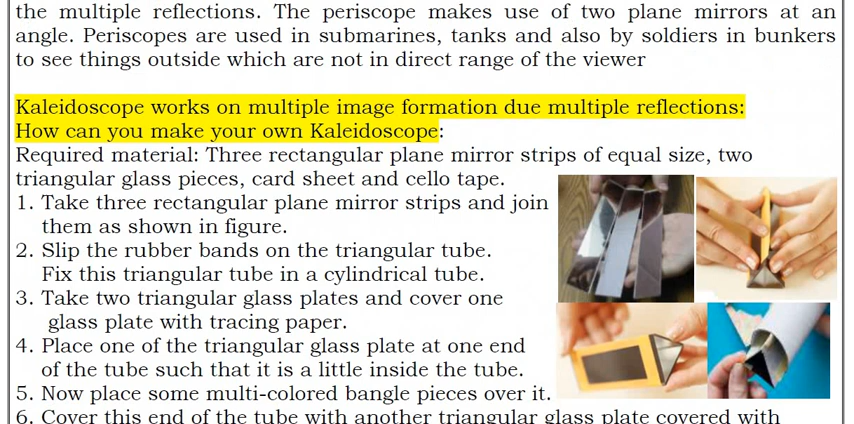 the multiple reflections. The periscope makes use of two plane mirrors at an
angle. Periscopes are used in submarines, tanks and also by soldiers in bunkers
to see things outside which are not in direct range of the viewer
Kaleidoscope works on multiple image formation due multiple reflections:
How can you make your own Kaleidoscope:
Required material: Three rectangular plane mirror strips of equal size, two
triangular glass pieces, card sheet and cello tape.
1. Take three rectangular plane mirror strips and join
them as shown in figure.
2. Slip the rubber bands on the triangular tube.
Fix this triangular tube in a cylindrical tube.
3. Take two triangular glass plates and cover one
glass plate with tracing paper.
4. Place one of the triangular glass plate at one end
of the tube such that it is a little inside the tube.
5. Now place some multi-colored bangle pieces over it.
6. Cover this end of the tube with another triangular glass plate covered with